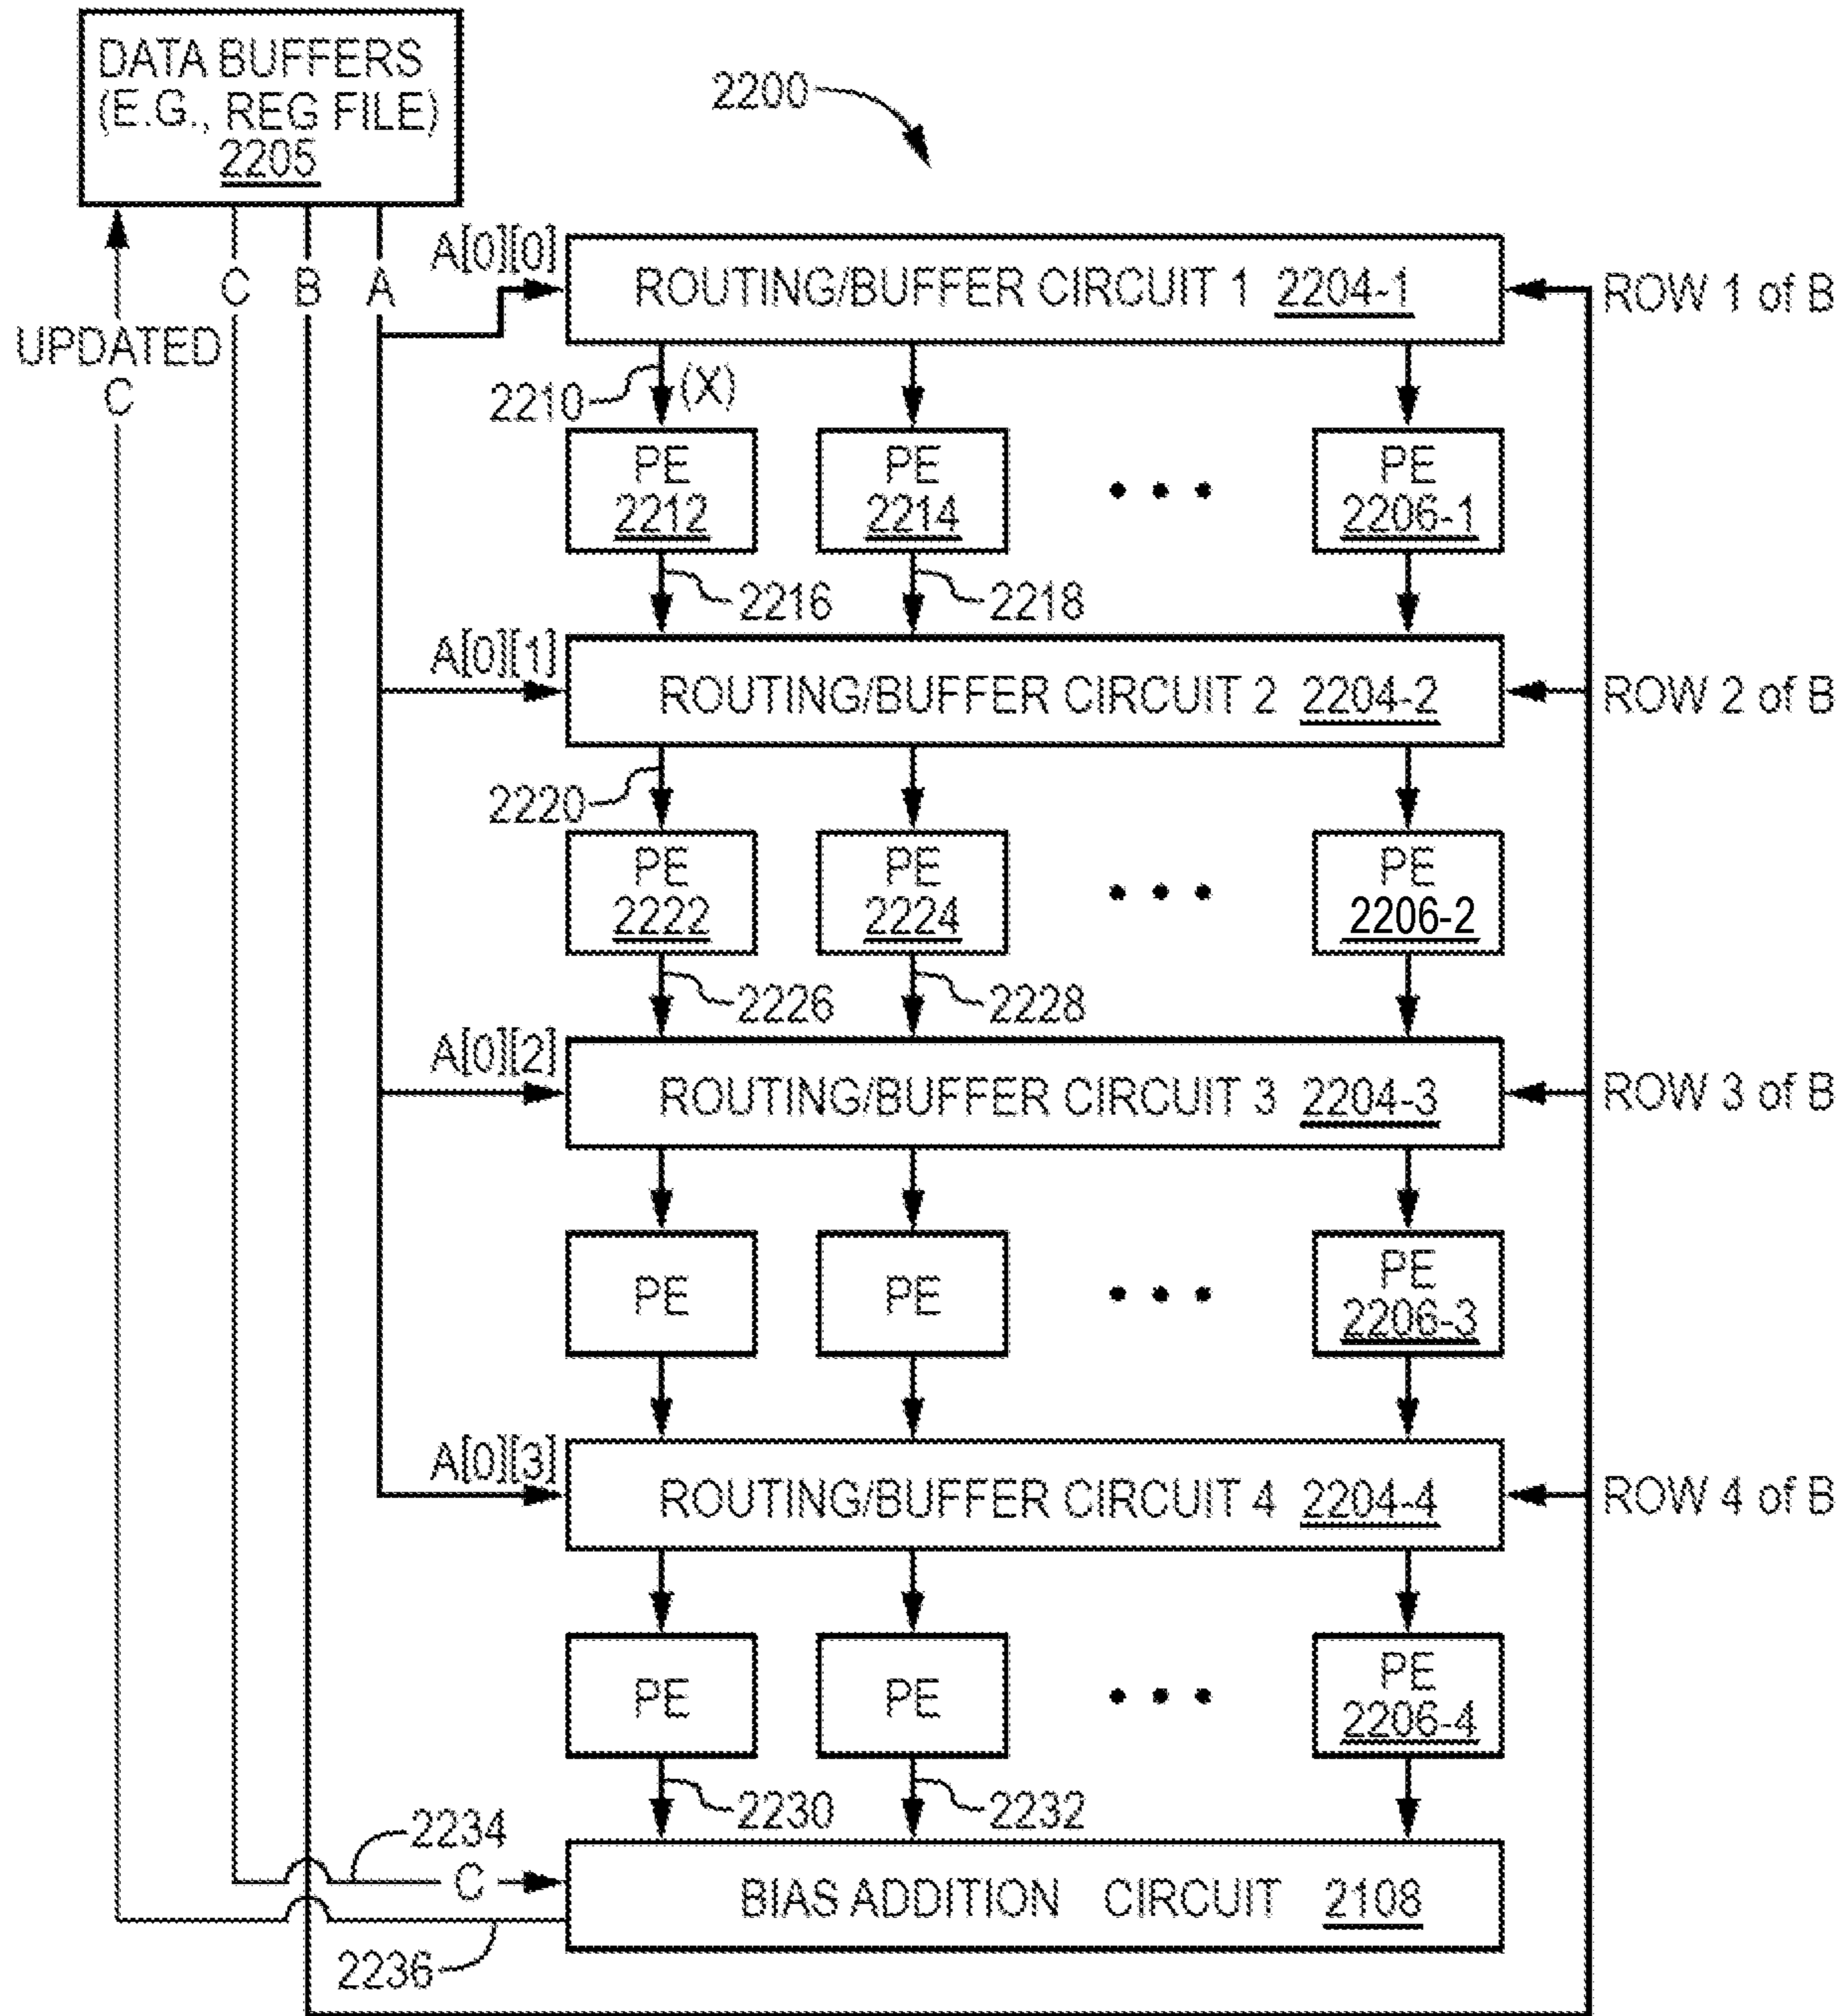 DATA BUFFERS
(E.G., REG FILE)
2205
2200
C B A
UPDATED
C
A[0][0]
ROUTING/BUFFER CIRCUIT 1 2204-1
ROW 1 of B
2210
(X)
PE
2212
PE
2214
• • •
PE
2206-1
2216
2218
A[0][1]
ROUTING/BUFFER CIRCUIT 2 2204-2
ROW 2 of B
2220
PE
2222
PE
2224
• • •
PE
2206-2
2226
2228
A[0][2]
ROUTING/BUFFER CIRCUIT 3 2204-3
ROW 3 of B
PE
PE
• • •
PE
2206-3
A[0][3]
ROUTING/BUFFER CIRCUIT 4 2204-4
ROW 4 of B
PE
PE
• • •
PE
2206-4
2230
2232
2234
C
BIAS ADDITION CIRCUIT 2108
2236